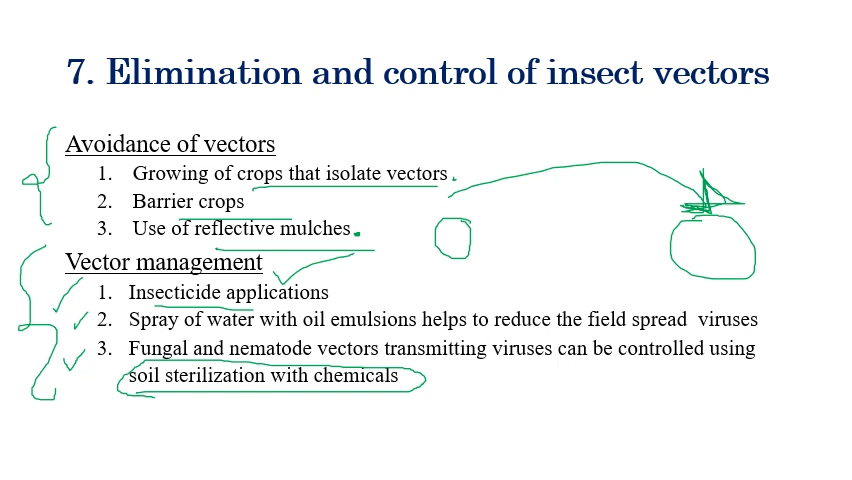 7. Elimination and control of insect vectors
Avoidance of vectors
1. Growing of crops that isolate vectors.
2. Barrier crops
3. Use of reflective mulches.
Vector management
1. Insecticide applications
2. Spray of water with oil emulsions helps to reduce the field spread viruses
3. Fungal and nematode vectors transmitting viruses can be controlled using
soil sterilization with chemicals